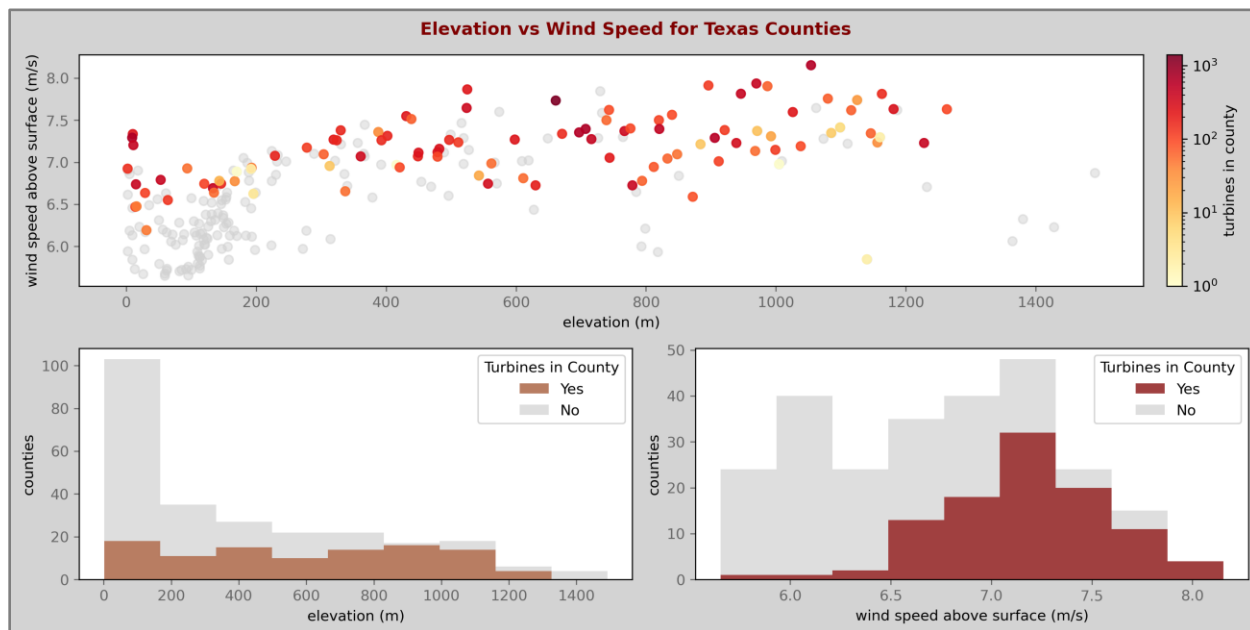 Elevation vs Wind Speed for Texas Counties
wind speed above surface (m/s)
8.0
7.5
7.0
6.5
6.0
0 200 400 600 800 1000 1200 1400
elevation (m)
10³
10²
10¹
10⁰
turbines in county
counties
100
80
60
40
20
0
Turbines in County
Yes
No
0 200 400 600 800 1000 1200 1400
elevation (m)
counties
50
40
30
20
10
0
Turbines in County
Yes
No
6.0 6.5 7.0 7.5 8.0
wind speed above surface (m/s)